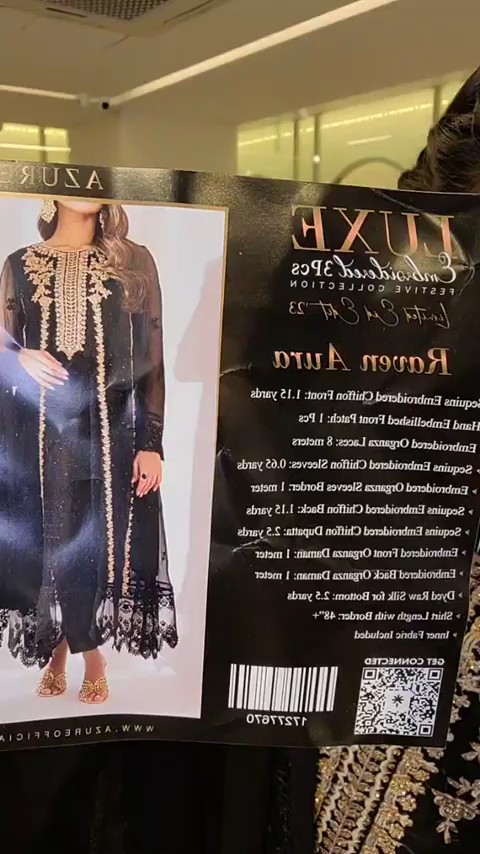 AZURE
LUXE
Embroidered 3Pcs
FESTIVE COLLECTION
Limited Eid Edit '23
Raven Aura
Sequins Embroidered Chiffon Front: 1.15 yards
Hand Embellished Front Patch: 1 Pcs
Embroidered Organza Laces: 8 meters
• Sequins Embroidered Chiffon Sleeves: 0.65 yards
• Embroidered Organza Sleeves Border: 1 meter
• Sequins Embroidered Chiffon Back: 1.15 yards
• Sequins Embroidered Chiffon Dupatta: 2.5 yards
• Embroidered Front Organza Daman: 1 meter
• Embroidered Back Organza Daman: 1 meter
• Dyed Raw Silk for Bottom: 2.5 yards
• Shirt Length with Border: 48"+
• Inner Fabric Included
GET CONNECTED
17277670
WWW.AZUREOFFICIA